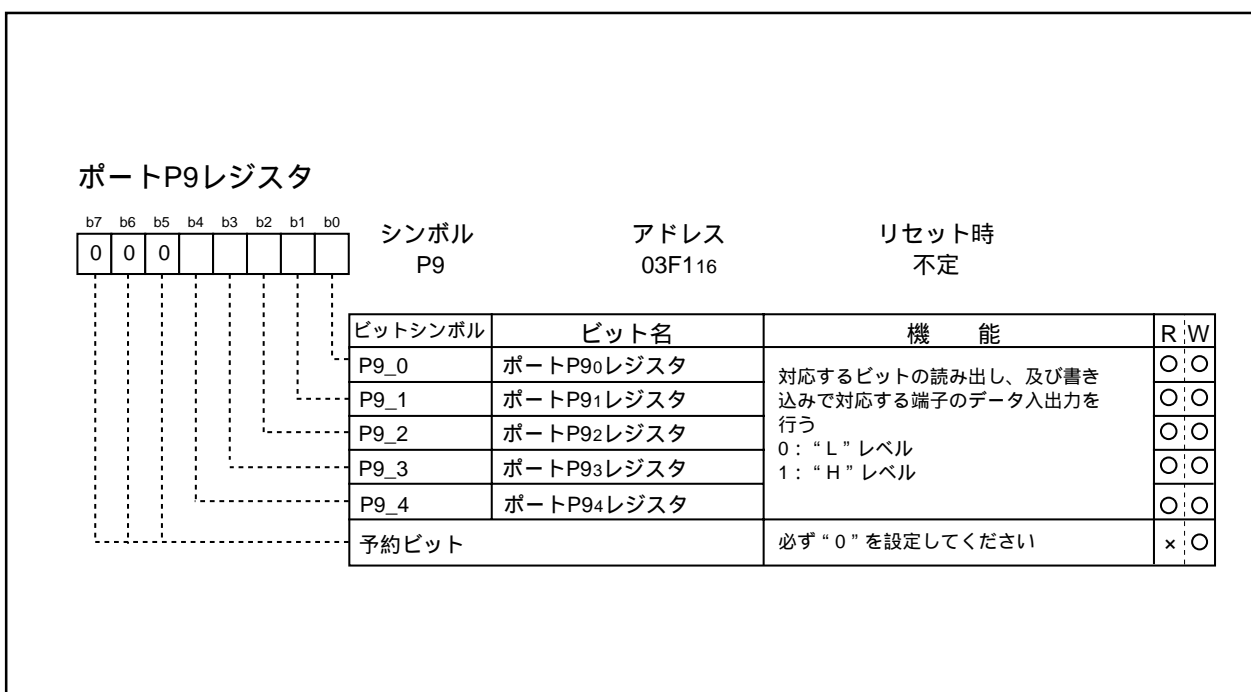 ポートP9レジスタ
b7 b6 b5 b4 b3 b2 b1 b0
0 0 0
シンボル アドレス リセット時
P9 03F116 不定
ビットシンボル ビット名 機 能 R W
P9_0 ポートP90レジスタ ○ ○
P9_1 ポートP91レジスタ ○ ○
P9_2 ポートP92レジスタ ○ ○
P9_3 ポートP93レジスタ ○ ○
P9_4 ポートP94レジスタ ○ ○
対応するビットの読み出し、及び書き
込みで対応する端子のデータ入出力を
行う
0：“L”レベル
1：“H”レベル
予約ビット 必ず“0”を設定してください × ○